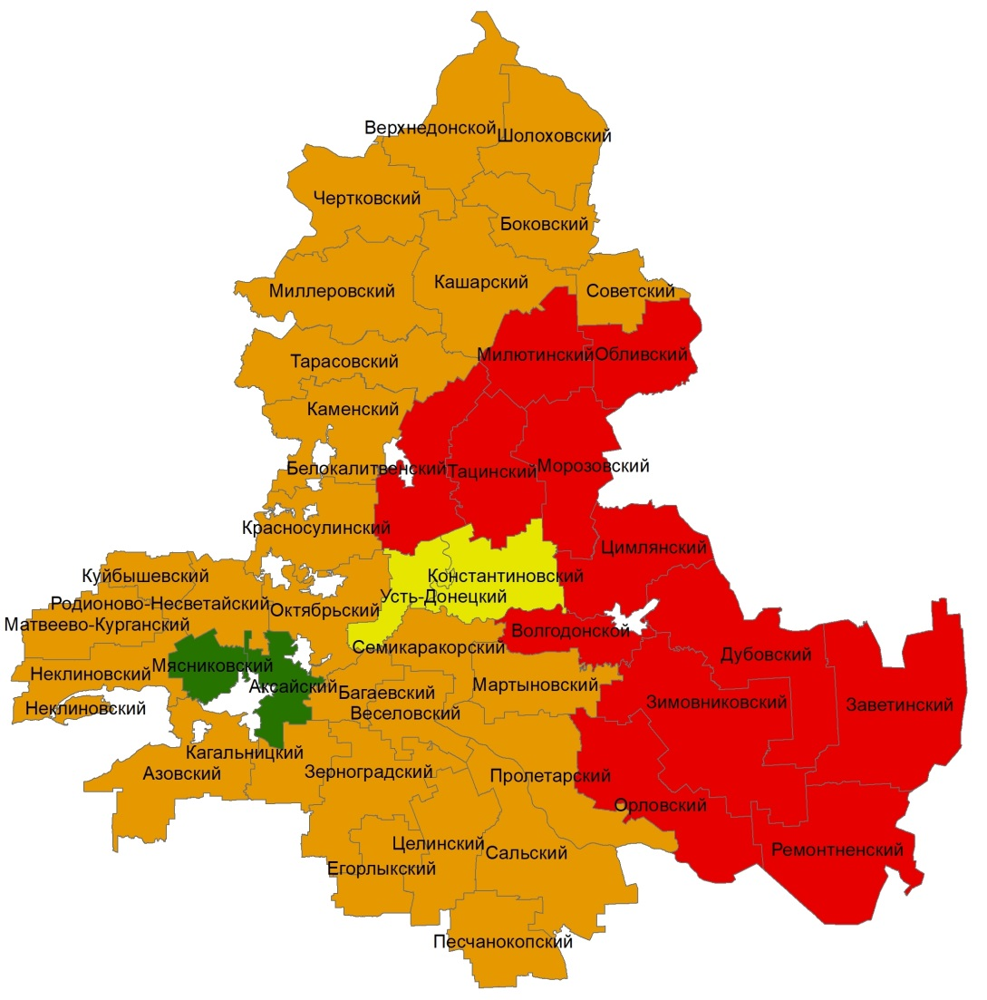 Верхнедонской
Шолоховский
Чертковский
Боковский
Кашарский
Миллеровский
Советский
Милютинский
Обливский
Тарасовский
Каменский
Белокалитвенский
Тацинский
Морозовский
Красносулинский
Цимлянский
Куйбышевский
Константиновский
Усть-Донецкий
Родионово-Несветайский
Октябрьский
Матвеево-Курганский
Волгодонской
Семикаракорский
Дубовский
Мясниковский
Неклиновский
Аксайский
Мартыновский
Багаевский
Зимовниковский
Заветинский
Неклиновский
Веселовский
Кагальницкий
Азовский
Зерноградский
Пролетарский
Орловский
Целинский
Сальский
Ремонтненский
Егорлыкский
Песчанокопский